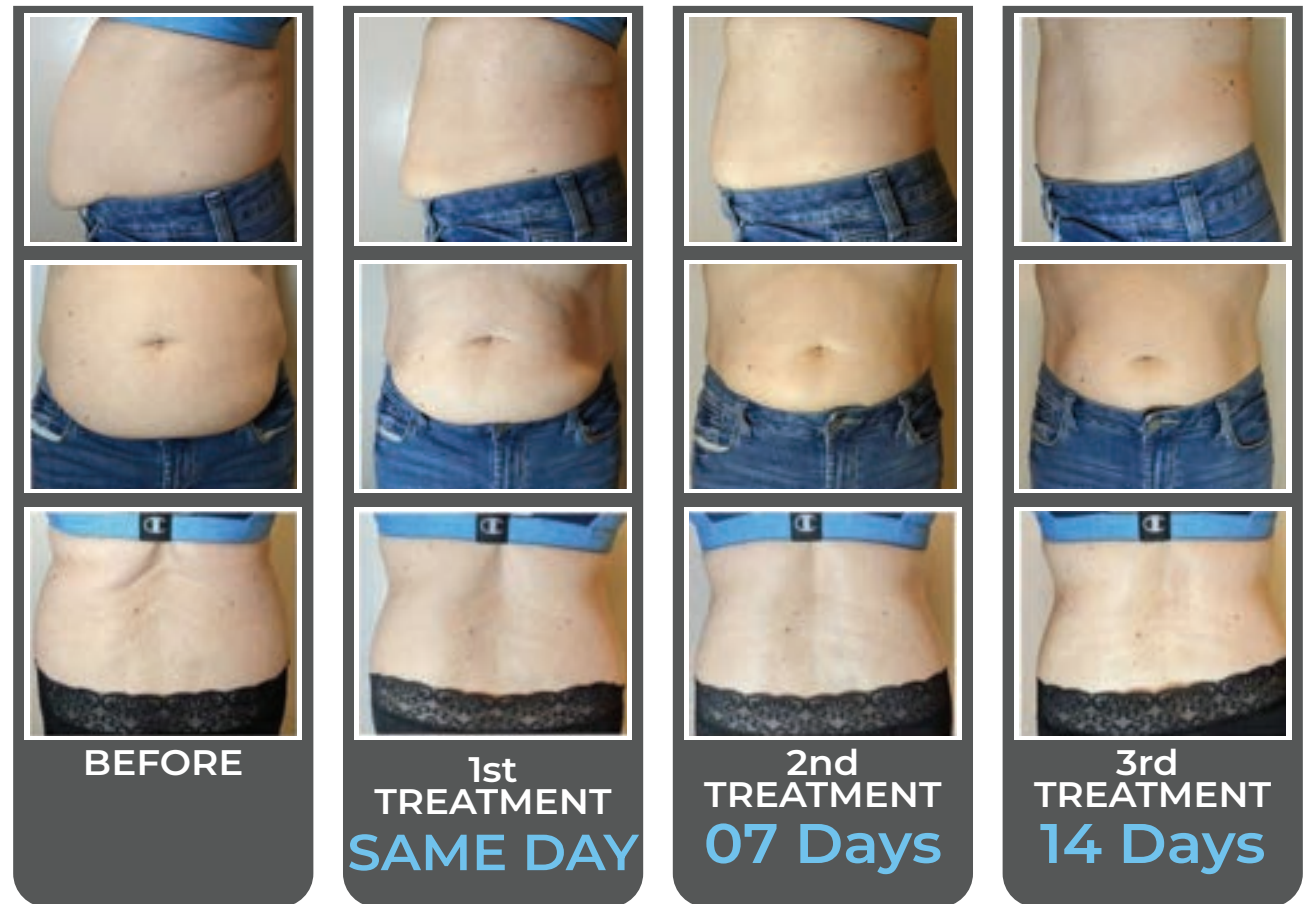 BEFORE
1st
TREATMENT
SAME DAY
2nd
TREATMENT
07 Days
3rd
TREATMENT
14 Days